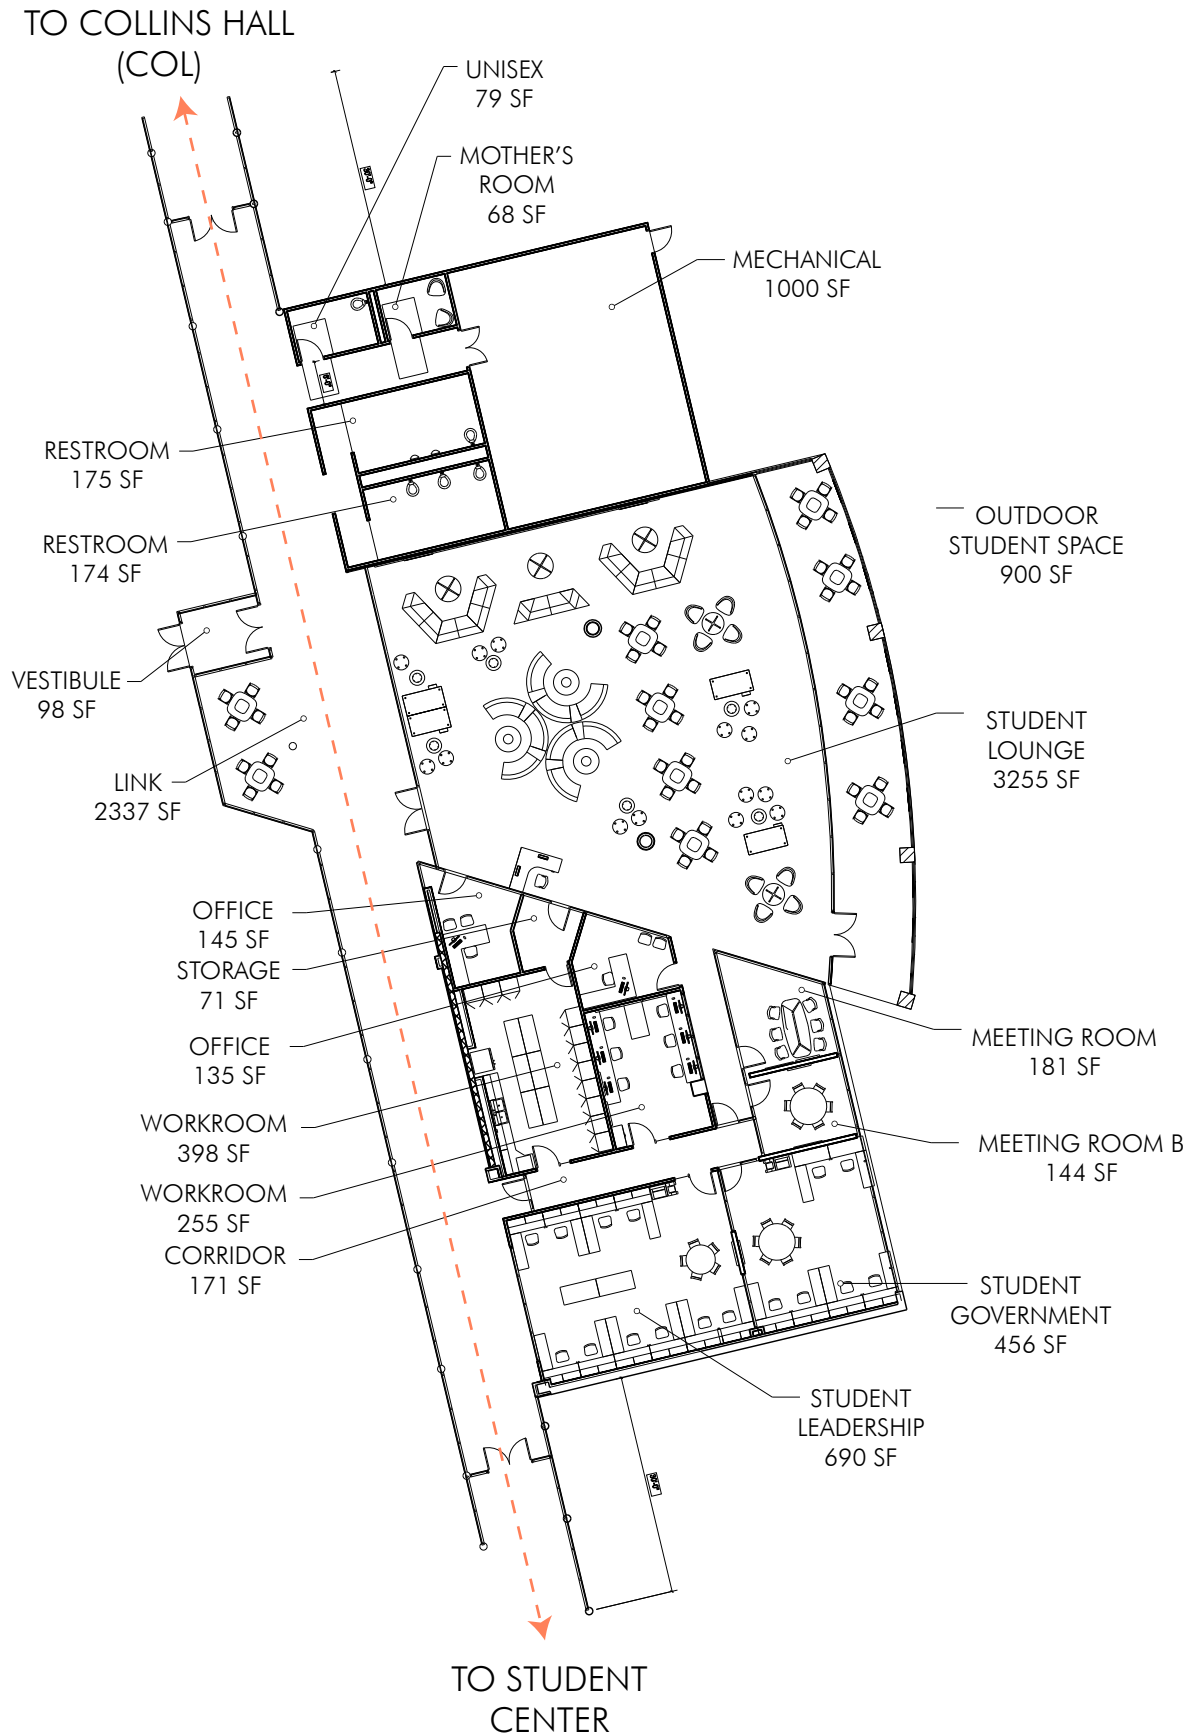 TO COLLINS HALL
(COL)
UNISEX
79 SF
MOTHER'S
ROOM
68 SF
MECHANICAL
1000 SF
RESTROOM
175 SF
RESTROOM
174 SF
OUTDOOR
STUDENT SPACE
900 SF
VESTIBULE
98 SF
STUDENT
LOUNGE
3255 SF
LINK
2337 SF
OFFICE
145 SF
STORAGE
71 SF
OFFICE
135 SF
MEETING ROOM
181 SF
WORKROOM
398 SF
MEETING ROOM B
144 SF
WORKROOM
255 SF
CORRIDOR
171 SF
STUDENT
GOVERNMENT
456 SF
STUDENT
LEADERSHIP
690 SF
TO STUDENT
CENTER